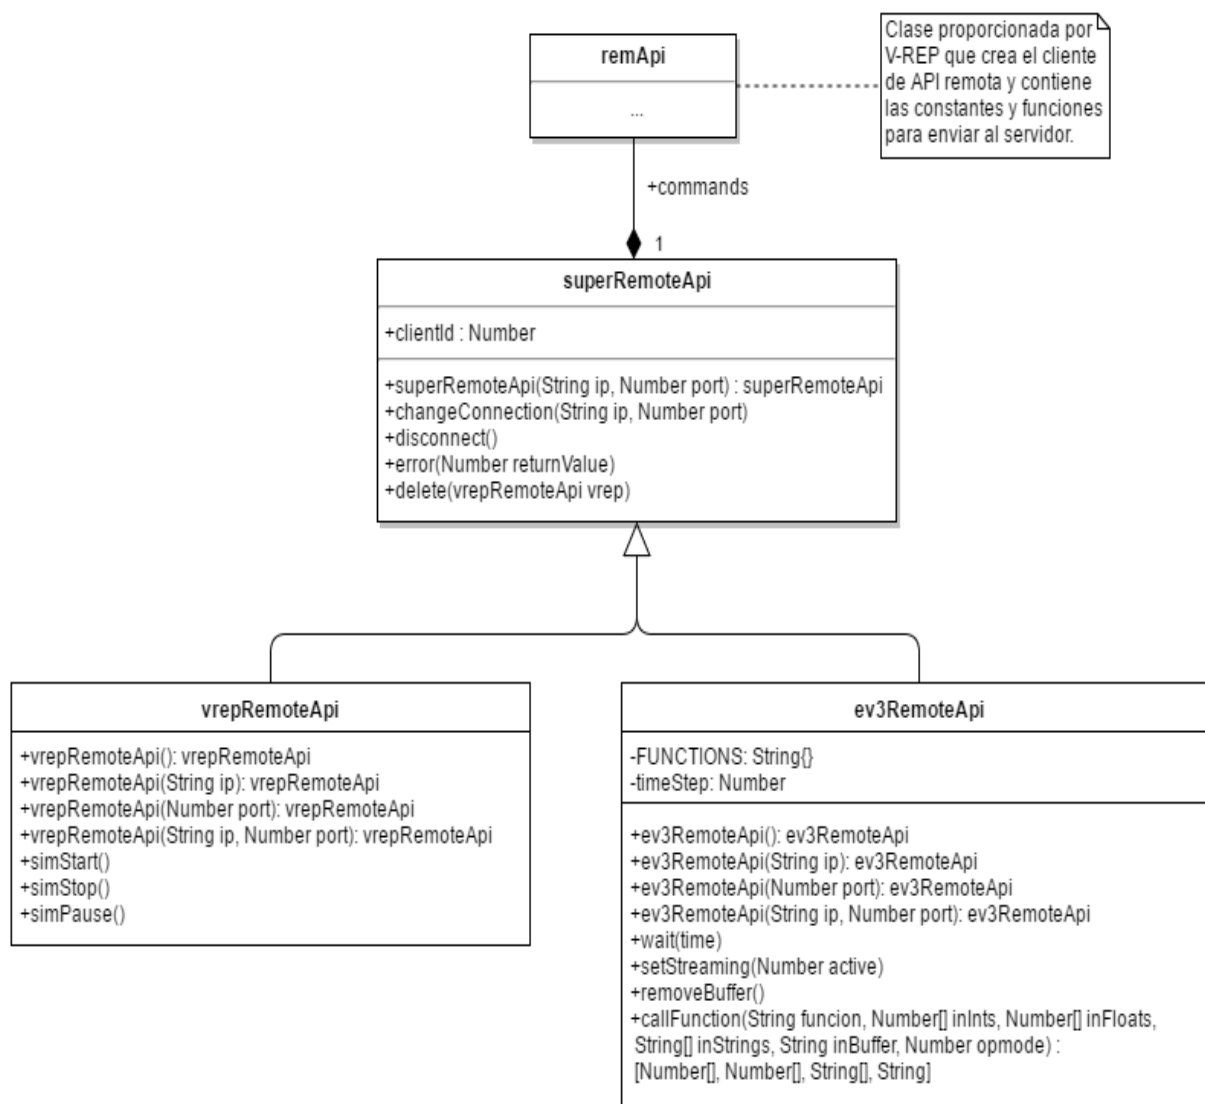 remApi
...
Clase proporcionada por
V-REP que crea el cliente
de API remota y contiene
las constantes y funciones
para enviar al servidor.
+commands
1
superRemoteApi
+clientId : Number
+superRemoteApi(String ip, Number port) : superRemoteApi
+changeConnection(String ip, Number port)
+disconnect()
+error(Number returnValue)
+delete(vrepRemoteApi vrep)
vrepRemoteApi
+vrepRemoteApi(): vrepRemoteApi
+vrepRemoteApi(String ip): vrepRemoteApi
+vrepRemoteApi(Number port): vrepRemoteApi
+vrepRemoteApi(String ip, Number port): vrepRemoteApi
+simStart()
+simStop()
+simPause()
ev3RemoteApi
-FUNCTIONS: String{}
-timeStep: Number
+ev3RemoteApi(): ev3RemoteApi
+ev3RemoteApi(String ip): ev3RemoteApi
+ev3RemoteApi(Number port): ev3RemoteApi
+ev3RemoteApi(String ip, Number port): ev3RemoteApi
+wait(time)
+setStreaming(Number active)
+removeBuffer()
+callFunction(String funcion, Number[] inInts, Number[] inFloats,
String[] inStrings, String inBuffer, Number opmode) :
[Number[], Number[], String[], String]